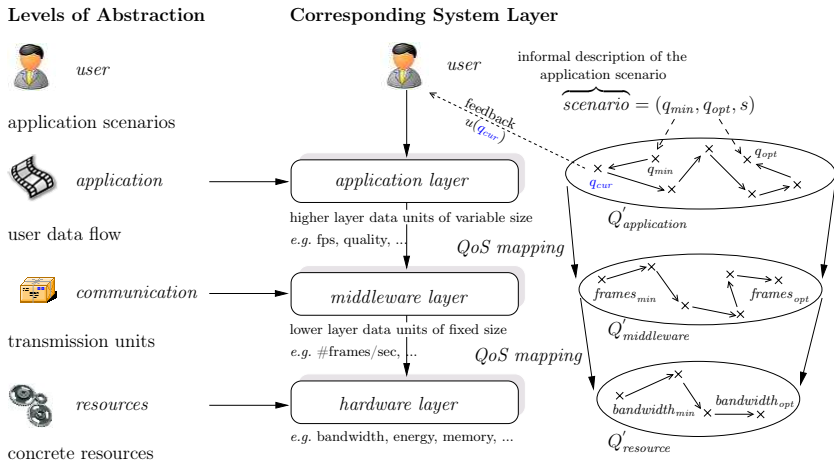 Levels of Abstraction
Corresponding System Layer
user
user
informal description of the
application scenario
scenario = (q_min, q_opt, s)
feedback
u(q_cur)
application scenarios
q_opt
q_min
q_cur
application
application layer
Q'_application
higher layer data units of variable size
user data flow
e.g. fps, quality, ...
QoS mapping
communication
middleware layer
frames_min
frames_opt
Q'_middleware
lower layer data units of fixed size
transmission units
e.g. #frames/sec, ...
QoS mapping
resources
hardware layer
bandwidth_min
bandwidth_opt
Q'_resource
e.g. bandwidth, energy, memory, ...
concrete resources